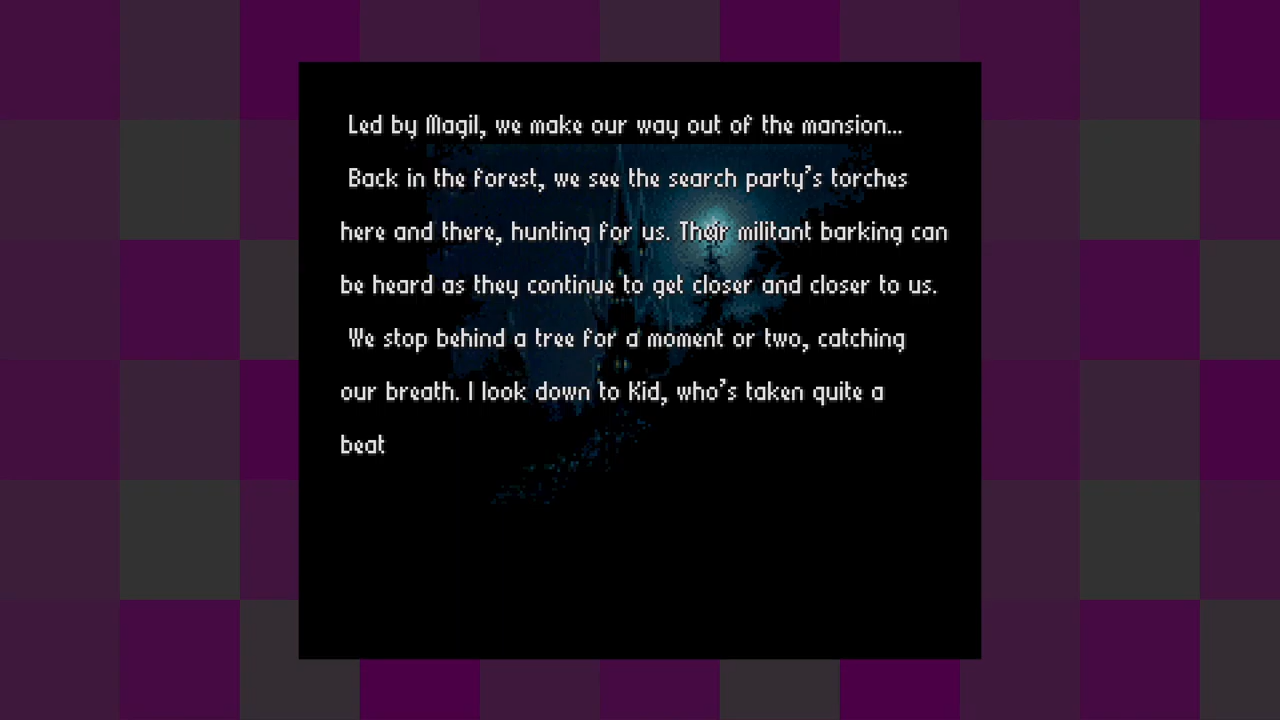 Led by Magil, we make our way out of the mansion...
Back in the forest, we see the search party's torches
here and there, hunting for us. Their militant barking can
be heard as they continue to get closer and closer to us.
We stop behind a tree for a moment or two, catching
our breath. I look down to Kid, who's taken quite a
beat